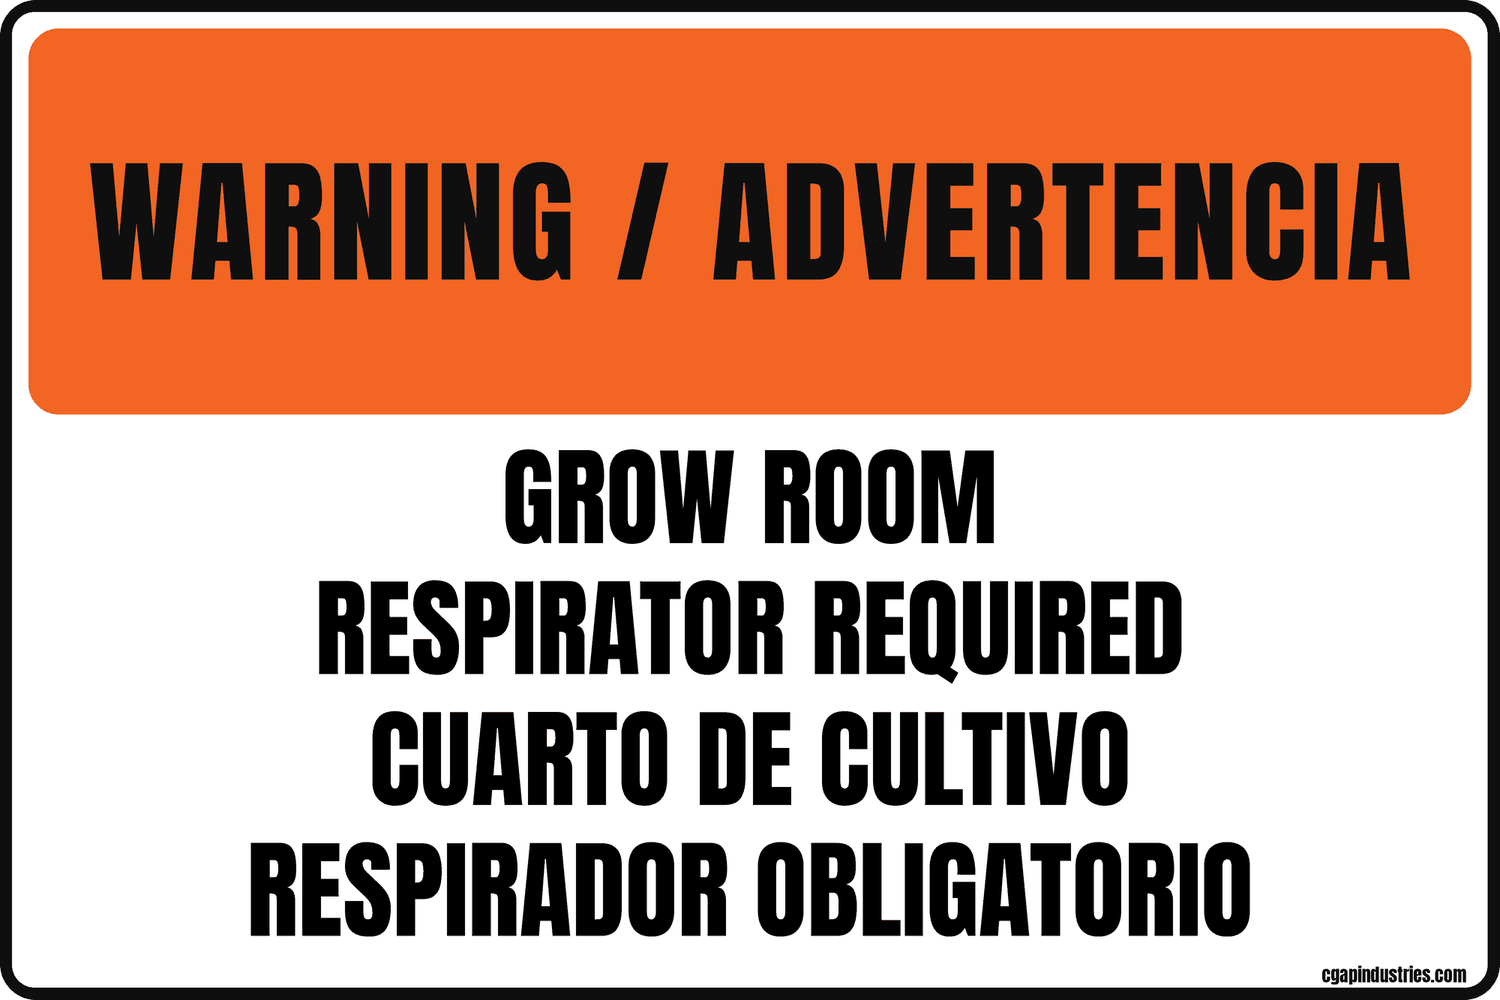 WARNING / ADVERTENCIA
GROW ROOM
RESPIRATOR REQUIRED
CUARTO DE CULTIVO
RESPIRADOR OBLIGATORIO
cgapindustries.com